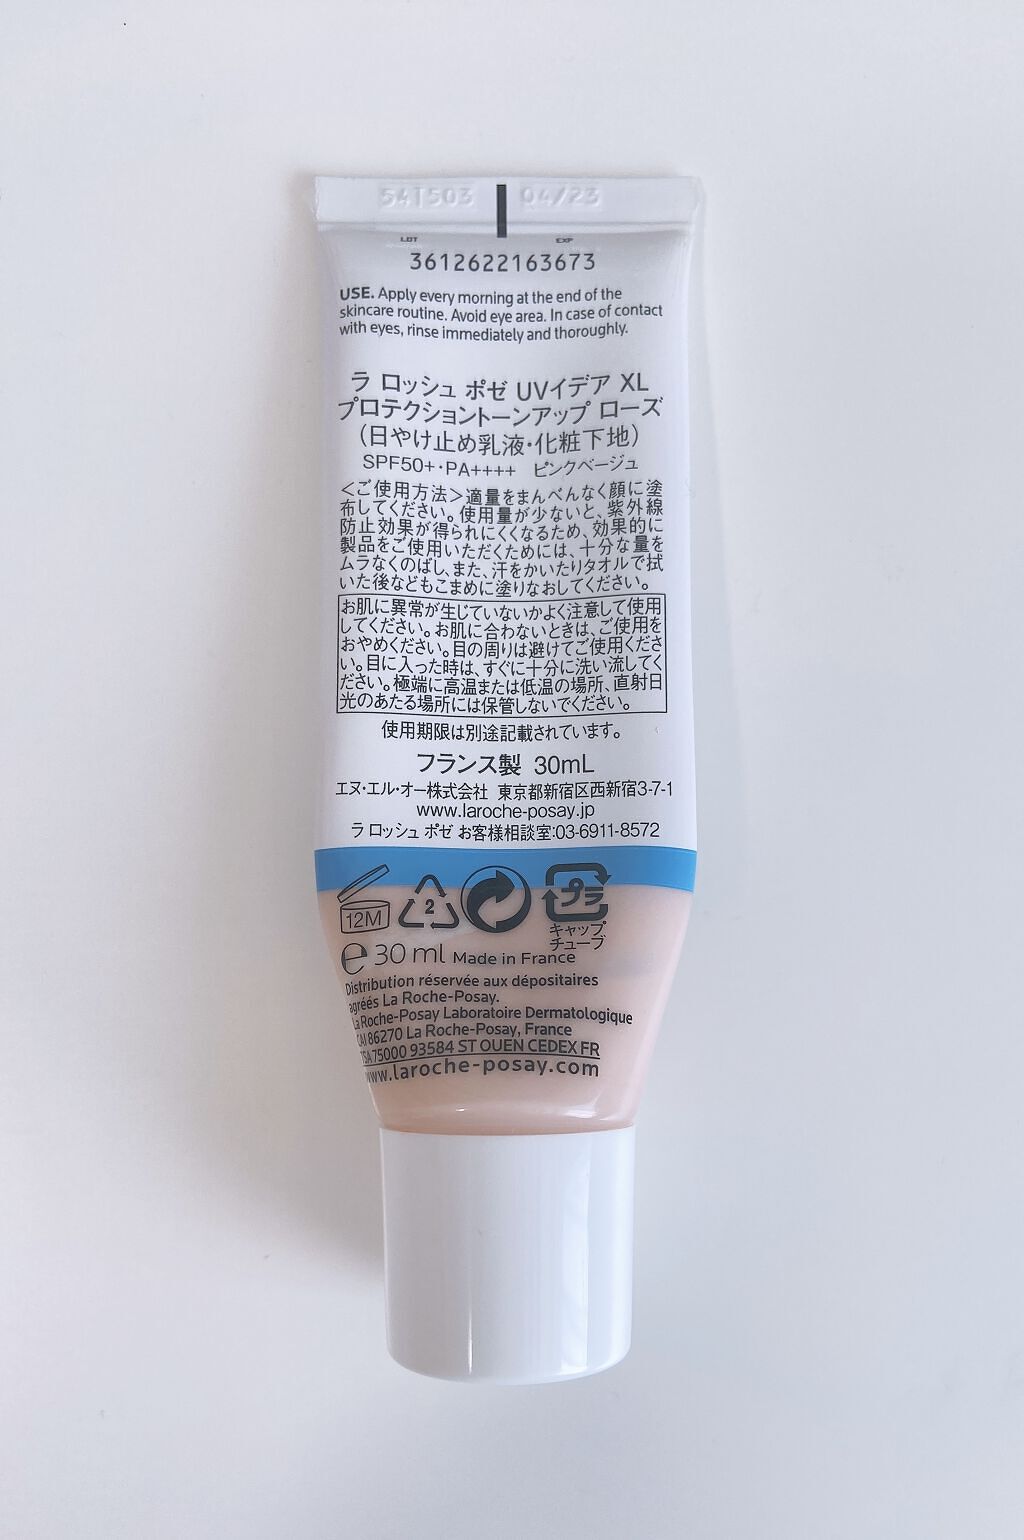 54T503 04/23
LOT EXP
3612622163673
USE. Apply every morning at the end of the
skincare routine. Avoid eye area. In case of contact
with eyes, rinse immediately and thoroughly.
ラ ロッシュ ポゼ UVイデア XL
プロテクショントーンアップ ローズ
(日やけ止め乳液・化粧下地)
SPF50+・PA++++ ピンクベージュ
<ご使用方法>適量をまんべんなく顔に塗
布してください。使用量が少ないと、紫外線
防止効果が得られにくくなるため、効果的に
製品をご使用いただくためには、十分な量を
ムラなくのばし、また、汗をかいたりタオルで拭
いた後などもこまめに塗りなおしてください。
お肌に異常が生じていないかよく注意して使用
してください。お肌に合わないときは、ご使用を
おやめください。目の周りは避けてご使用くださ
い。目に入った時は、すぐに十分に洗い流してく
ださい。極端に高温または低温の場所、直射日
光のあたる場所には保管しないでください。
使用期限は別途記載されています。
フランス製 30mL
エヌ・エル・オー株式会社 東京都新宿区西新宿3-7-1
www.laroche-posay.jp
ラ ロッシュ ポゼ お客様相談室:03-6911-8572
12M 2 プラ
キャップ
チューブ
℮ 30 ml Made in France
Distribution réservée aux dépositaires
agréés La Roche-Posay.
La Roche-Posay Laboratoire Dermatologique
CAI 86270 La Roche-Posay, France
TSA 75000 93584 ST OUEN CEDEX FR
www.laroche-posay.com